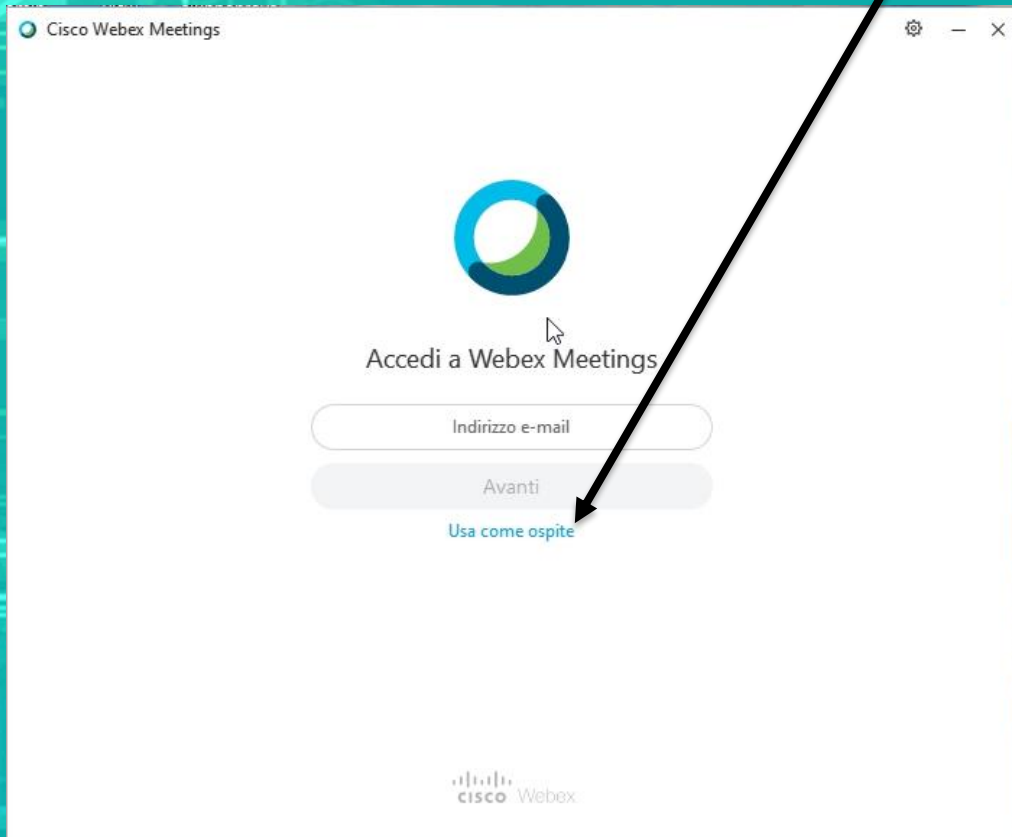 Cisco Webex Meetings
Accedi a Webex Meetings
Indirizzo e-mail
Avanti
Usa come ospite
CISCO Webex